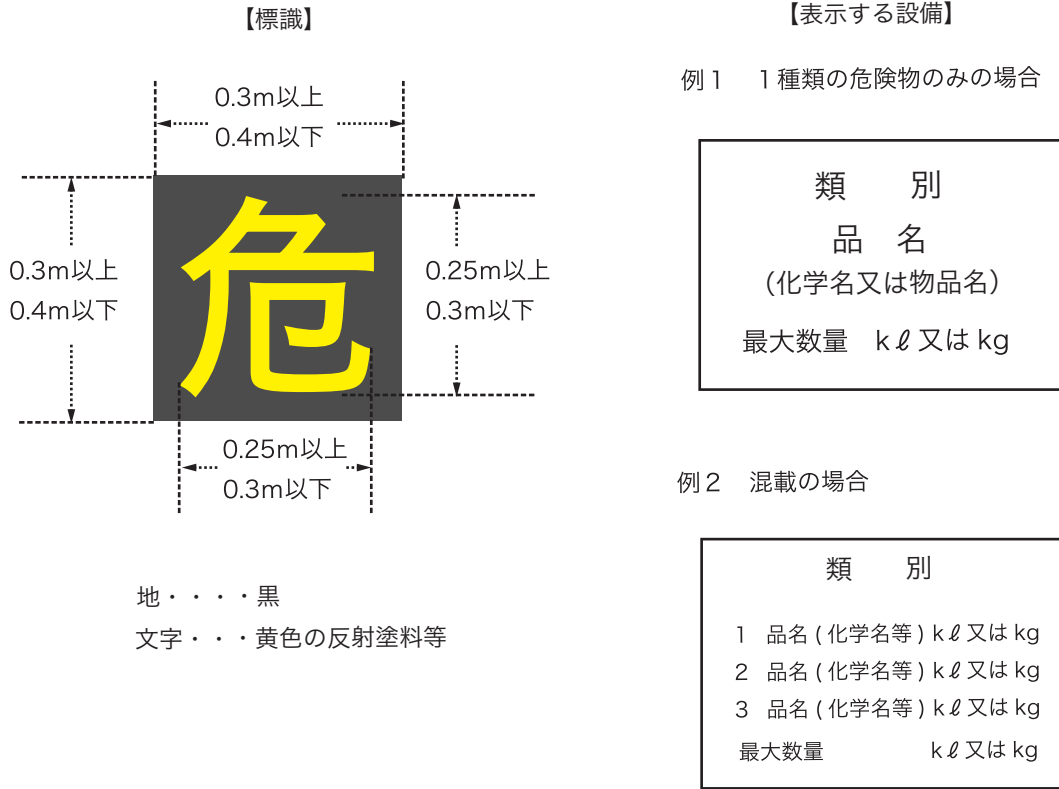 【標識】
0.3m以上
0.4m以下
0.3m以上
0.4m以下
危
0.25m以上
0.3m以下
0.25m以上
0.3m以下
地・・・・黒
文字・・・黄色の反射塗料等
【表示する設備】
例1 1種類の危険物のみの場合
類 別
品 名
(化学名又は物品名)
最大数量 kℓ又はkg
例2 混載の場合
類 別
1 品名(化学名等)kℓ又はkg
2 品名(化学名等)kℓ又はkg
3 品名(化学名等)kℓ又はkg
最大数量 kℓ又はkg